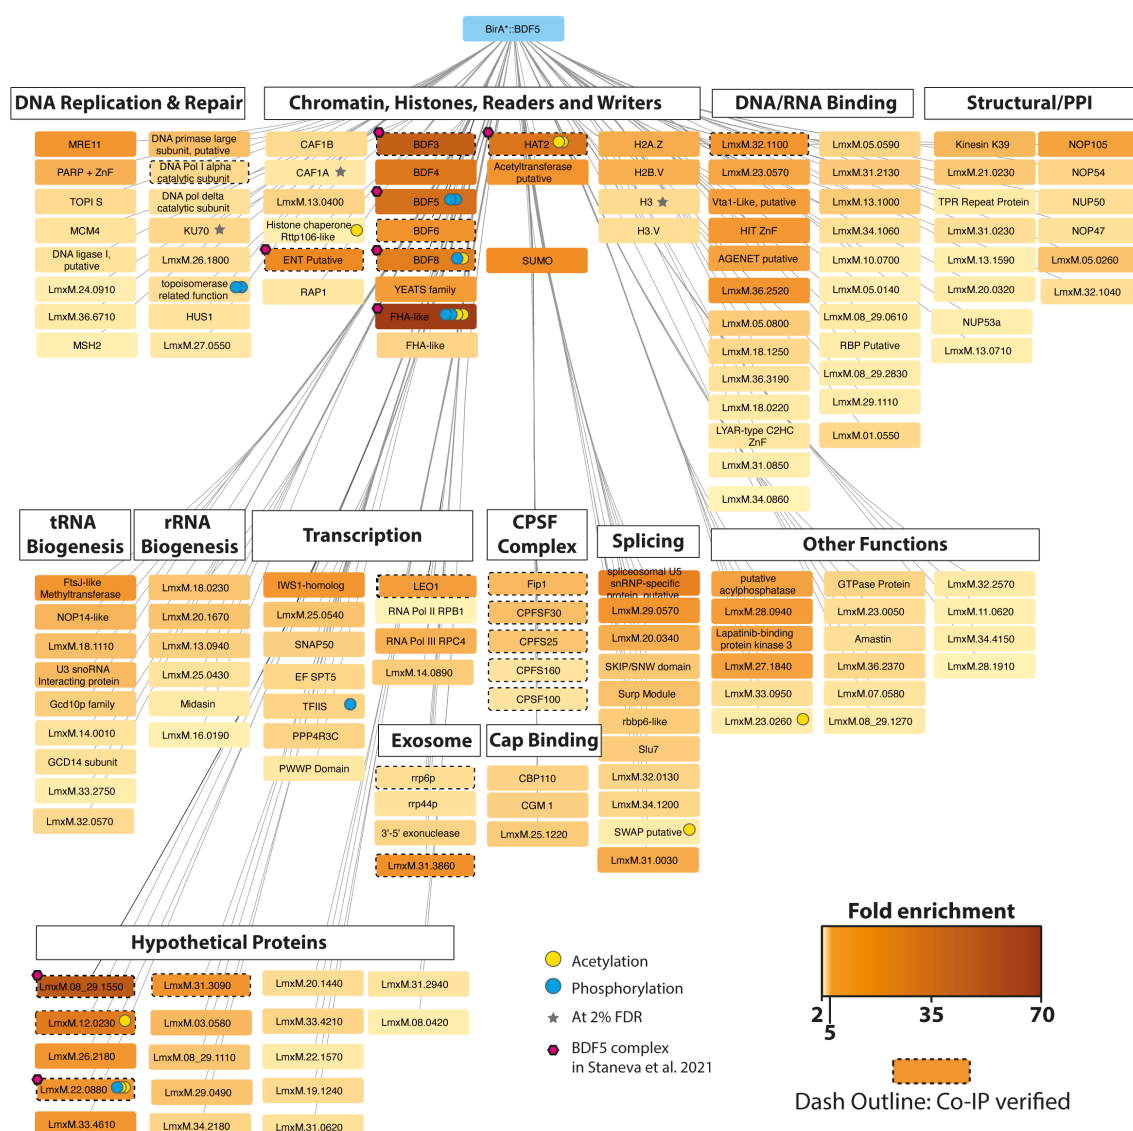 BirA*::BDF5
DNA Replication & Repair
MRE11
PARP + ZnF
TOPI S
MCM4
DNA ligase I,
putative
LmxM.24.0910
LmxM.36.6710
MSH2
DNA primase large
subunit, putative
DNA Pol I alpha
catalytic subunit
DNA pol delta
catalytic subunit
KU70
LmxM.26.1800
topoisomerase
related function
HUS1
LmxM.27.0550
Chromatin, Histones, Readers and Writers
CAF1B
CAF1A
LmxM.13.0400
Histone chaperone
Rttp106-like
ENT Putative
RAP1
BDF3
BDF4
BDF5
BDF6
BDF8
YEATS family
FHA-like
FHA-like
HAT2
Acetyltransferase
putative
SUMO
H2A.Z
H2B.V
H3
H3.V
DNA/RNA Binding
LmxM.32.1100
LmxM.23.0570
Vta1-Like, putative
HIT ZnF
AGENET putative
LmxM.36.2520
LmxM.05.0800
LmxM.18.1250
LmxM.36.3190
LmxM.18.0220
LYAR-type C2HC
ZnF
LmxM.31.0850
LmxM.34.0860
LmxM.05.0590
LmxM.31.2130
LmxM.13.1000
LmxM.34.1060
LmxM.10.0700
LmxM.05.0140
LmxM.08_29.0610
RBP Putative
LmxM.08_29.2830
LmxM.29.1110
LmxM.01.0550
Structural/PPI
Kinesin K39
LmxM.21.0230
TPR Repeat Protein
LmxM.31.0230
LmxM.13.1590
LmxM.20.0320
NUP53a
LmxM.13.0710
NOP105
NOP54
NUP50
NOP47
LmxM.05.0260
LmxM.32.1040
tRNA
Biogenesis
FtsJ-like
Methyltransferase
NOP14-like
LmxM.18.1110
U3 snoRNA
Interacting protein
Gcd10p family
LmxM.14.0010
GCD14 subunit
LmxM.33.2750
LmxM.32.0570
rRNA
Biogenesis
LmxM.18.0230
LmxM.20.1670
LmxM.13.0940
LmxM.25.0430
Midasin
LmxM.16.0190
Transcription
IWS1-homolog
LmxM.25.0540
SNAP50
EF SPT5
TFIIS
PPP4R3C
PWWP Domain
LEO1
RNA Pol II RPB1
RNA Pol III RPC4
LmxM.14.0890
Exosome
rrp6p
rrp44p
3'-5' exonuclease
LmxM.31.3860
CPSF
Complex
Fip1
CPFSF30
CPFS25
CPFS160
CPSF100
Cap Binding
CBP110
CGM 1
LmxM.25.1220
Splicing
spliceosomal U5
snRNP-specific
protein, putative
LmxM.29.0570
LmxM.20.0340
SKIP/SNW domain
Surp Module
rbbp6-like
Slu7
LmxM.32.0130
LmxM.34.1200
SWAP putative
LmxM.31.0030
Other Functions
putative
acylphosphatase
LmxM.28.0940
Lapatinib-binding
protein kinase 3
LmxM.27.1840
LmxM.33.0950
LmxM.23.0260
GTPase Protein
LmxM.23.0050
Amastin
LmxM.36.2370
LmxM.07.0580
LmxM.08_29.1270
LmxM.32.2570
LmxM.11.0620
LmxM.34.4150
LmxM.28.1910
Hypothetical Proteins
LmxM.08_29.1550
LmxM.12.0230
LmxM.26.2180
LmxM.22.0880
LmxM.33.4610
LmxM.31.3090
LmxM.03.0580
LmxM.08_29.1110
LmxM.29.0490
LmxM.34.2180
LmxM.20.1440
LmxM.33.4210
LmxM.22.1570
LmxM.19.1240
LmxM.31.0620
LmxM.31.2940
LmxM.08.0420
Acetylation
Phosphorylation
At 2% FDR
BDF5 complex
in Staneva et al. 2021
Fold enrichment
2
5
35
70
Dash Outline: Co-IP verified